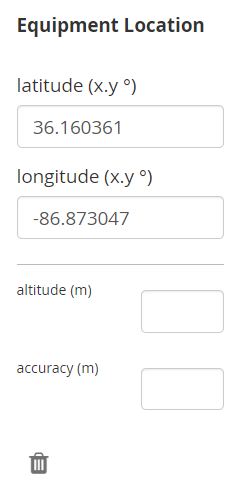 Equipment Location
latitude (x.y °)
36.160361
longitude (x.y °)
-86.873047
altitude (m)
accuracy (m)